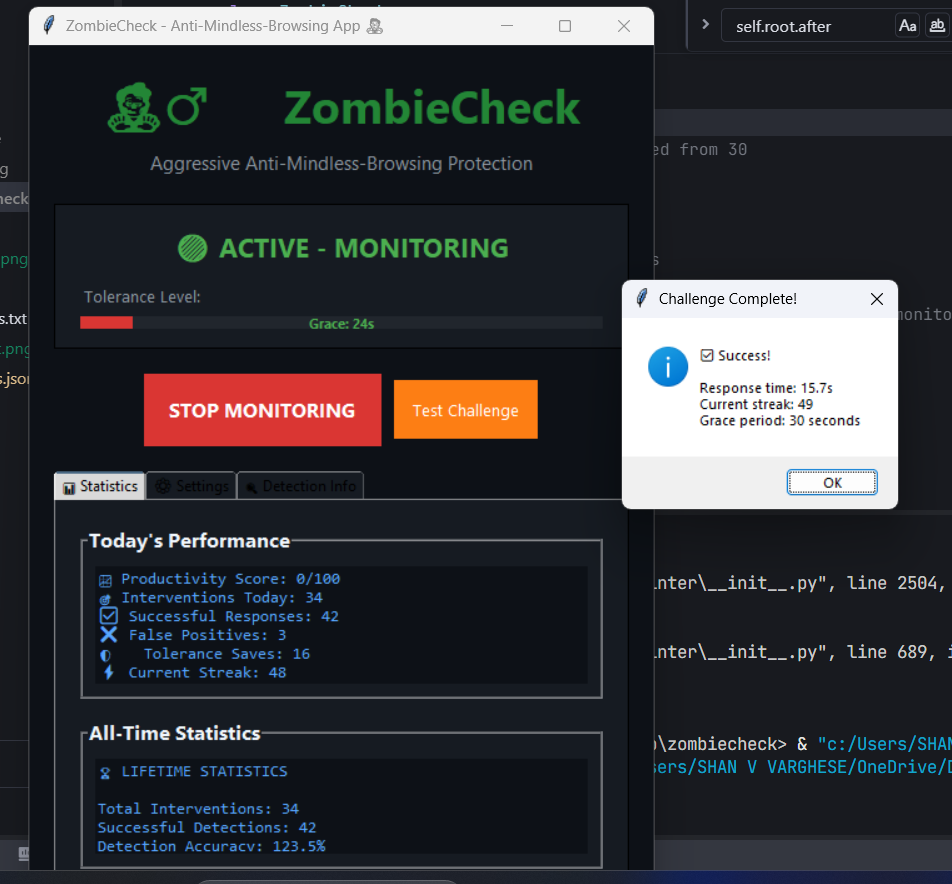 ZombieCheck - Anti-Mindless-Browsing App
self.root.after
Aa
ab
ZombieCheck
Aggressive Anti-Mindless-Browsing Protection
ed from 30
g
eck
ACTIVE - MONITORING
Tolerance Level:
Grace: 24s
png
s
s.txt
monito
t.png
s.json
Challenge Complete!
Success!
Response time: 15.7s
Current streak: 49
Grace period: 30 seconds
OK
STOP MONITORING
Test Challenge
Statistics
Settings
Detection Info
Today's Performance
Productivity Score: 0/100
Interventions Today: 34
Successful Responses: 42
False Positives: 3
Tolerance Saves: 16
Current Streak: 48
inter\__init__.py", line 2504,
inter\__init__.py", line 689, i
All-Time Statistics
LIFETIME STATISTICS
Total Interventions: 34
Successful Detections: 42
Detection Accuracy: 123.5%
\zombiecheck> & "c:/Users/SHAN
sers/SHAN V VARGHESE/OneDrive/D